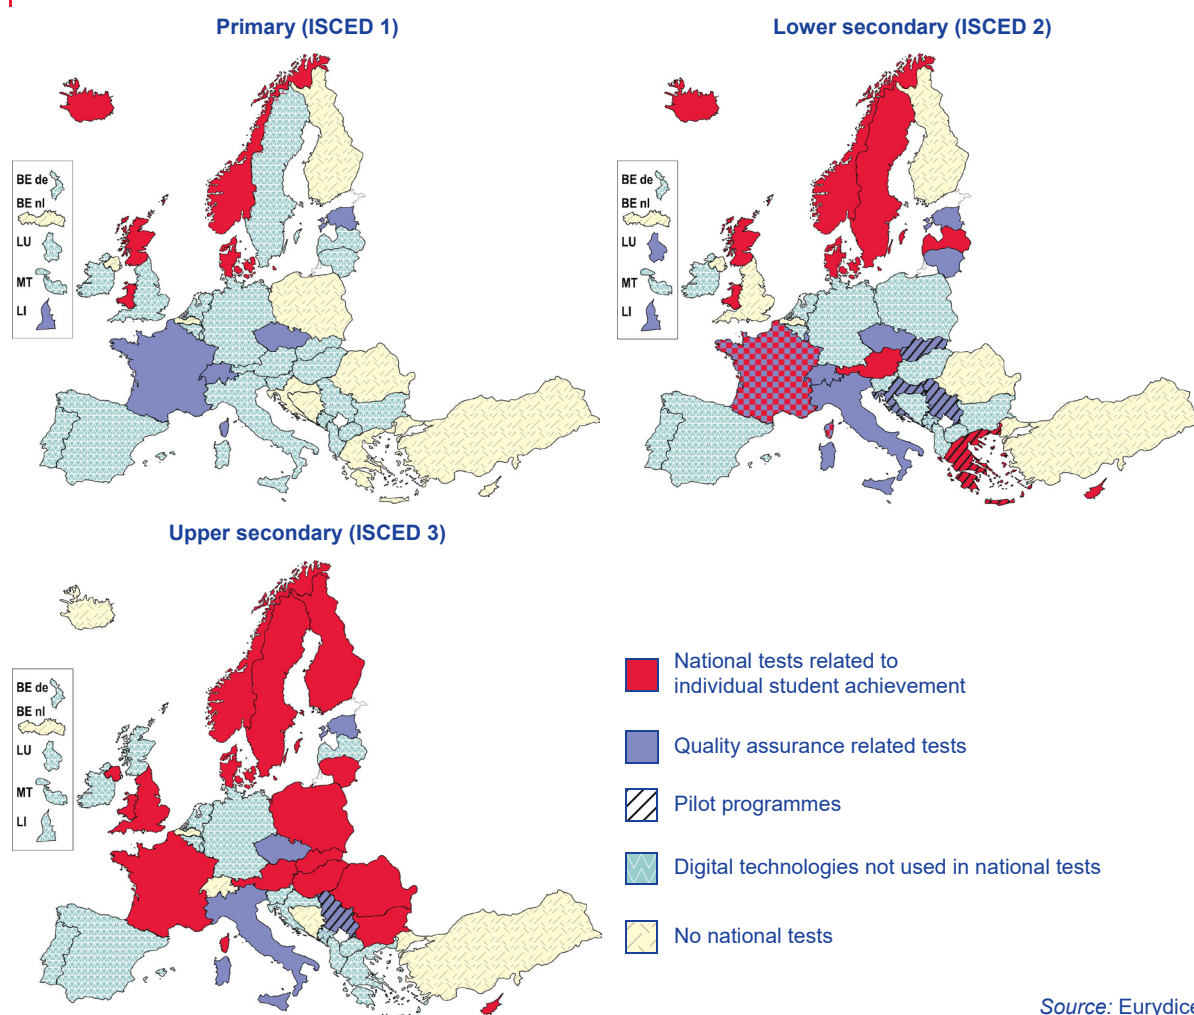 Primary (ISCED 1)
Lower secondary (ISCED 2)
BE de
BE nl
LU
MT
LI
BE de
BE nl
LU
MT
LI
Upper secondary (ISCED 3)
BE de
BE nl
LU
MT
LI
National tests related to
individual student achievement
Quality assurance related tests
Pilot programmes
Digital technologies not used in national tests
No national tests
Source: Eurydice